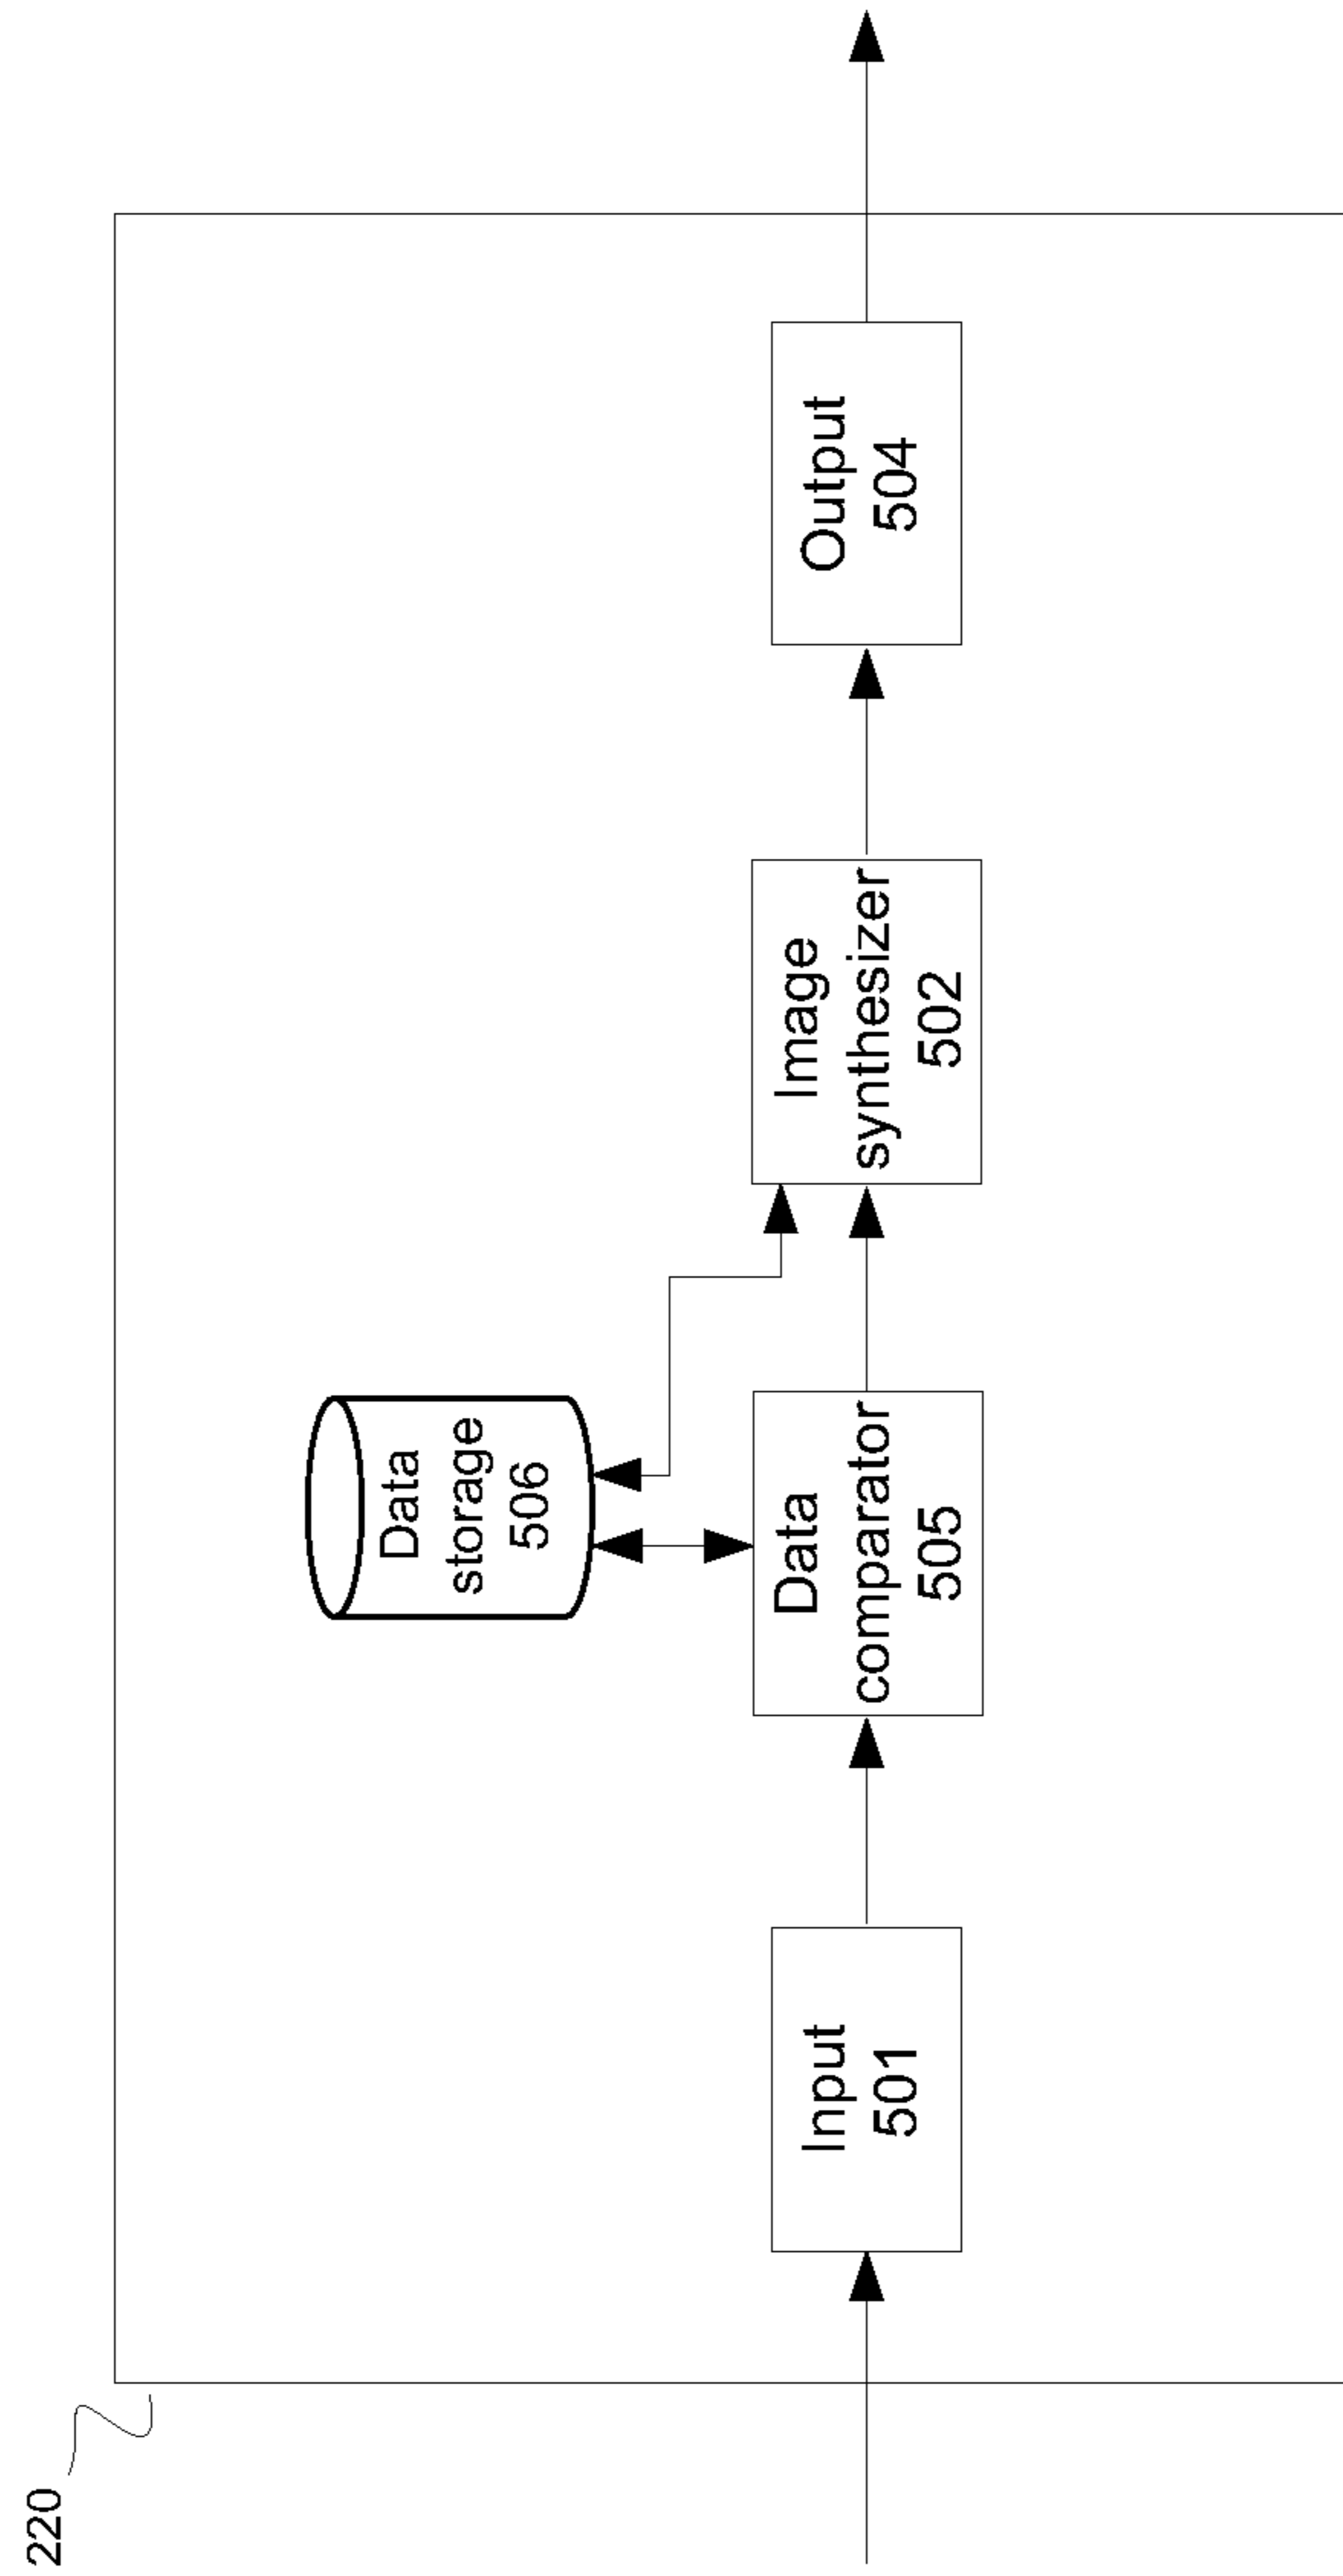 220
Data
storage
506
Input
501
Data
comparator
505
Image
synthesizer
502
Output
504